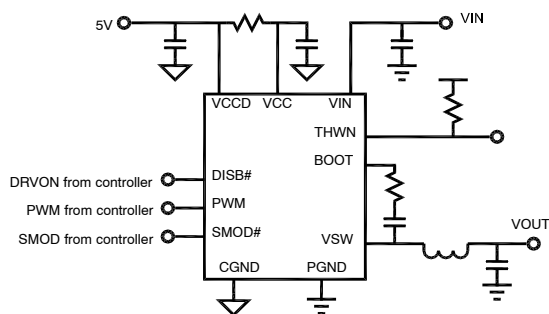 5V
VIN
VCCD VCC VIN
THWN
BOOT
DRVON from controller
DISB#
PWM from controller
PWM
SMOD from controller
SMOD#
VSW
VOUT
CGND PGND